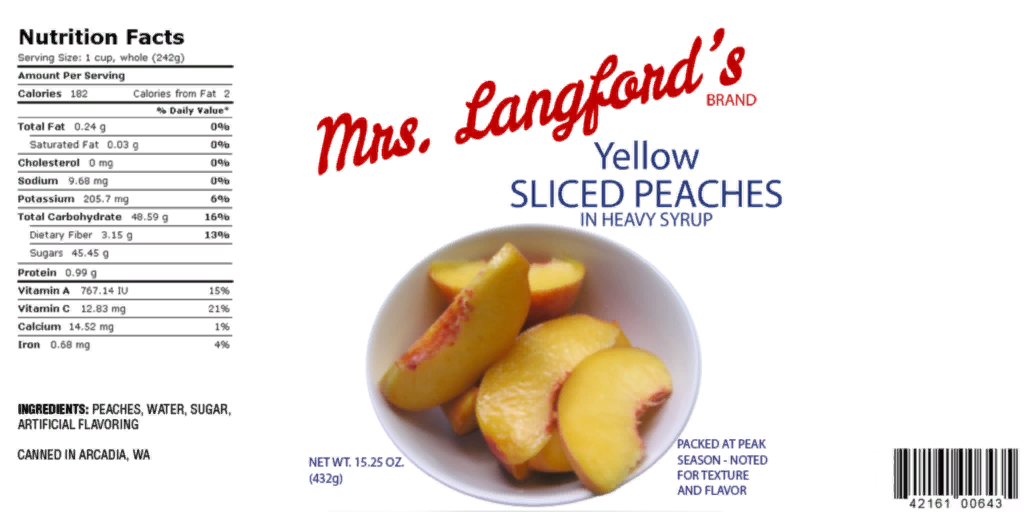 Nutrition Facts
Serving Size: 1 cup, whole (242g)
Amount Per Serving
Calories 182 Calories from Fat 2
% Daily Value*
Total Fat 0.24 g 0%
Saturated Fat 0.03 g 0%
Cholesterol 0 mg 0%
Sodium 9.68 mg 0%
Potassium 205.7 mg 6%
Total Carbohydrate 48.59 g 16%
Dietary Fiber 3.15 g 13%
Sugars 45.45 g
Protein 0.99 g
Vitamin A 767.14 IU 15%
Vitamin C 12.83 mg 21%
Calcium 14.52 mg 1%
Iron 0.68 mg 4%
INGREDIENTS: PEACHES, WATER, SUGAR,
ARTIFICIAL FLAVORING
CANNED IN ARCADIA, WA
Mrs. Langford's
BRAND
Yellow
SLICED PEACHES
IN HEAVY SYRUP
NET WT. 15.25 OZ.
(432g)
PACKED AT PEAK
SEASON - NOTED
FOR TEXTURE
AND FLAVOR
42161 00643